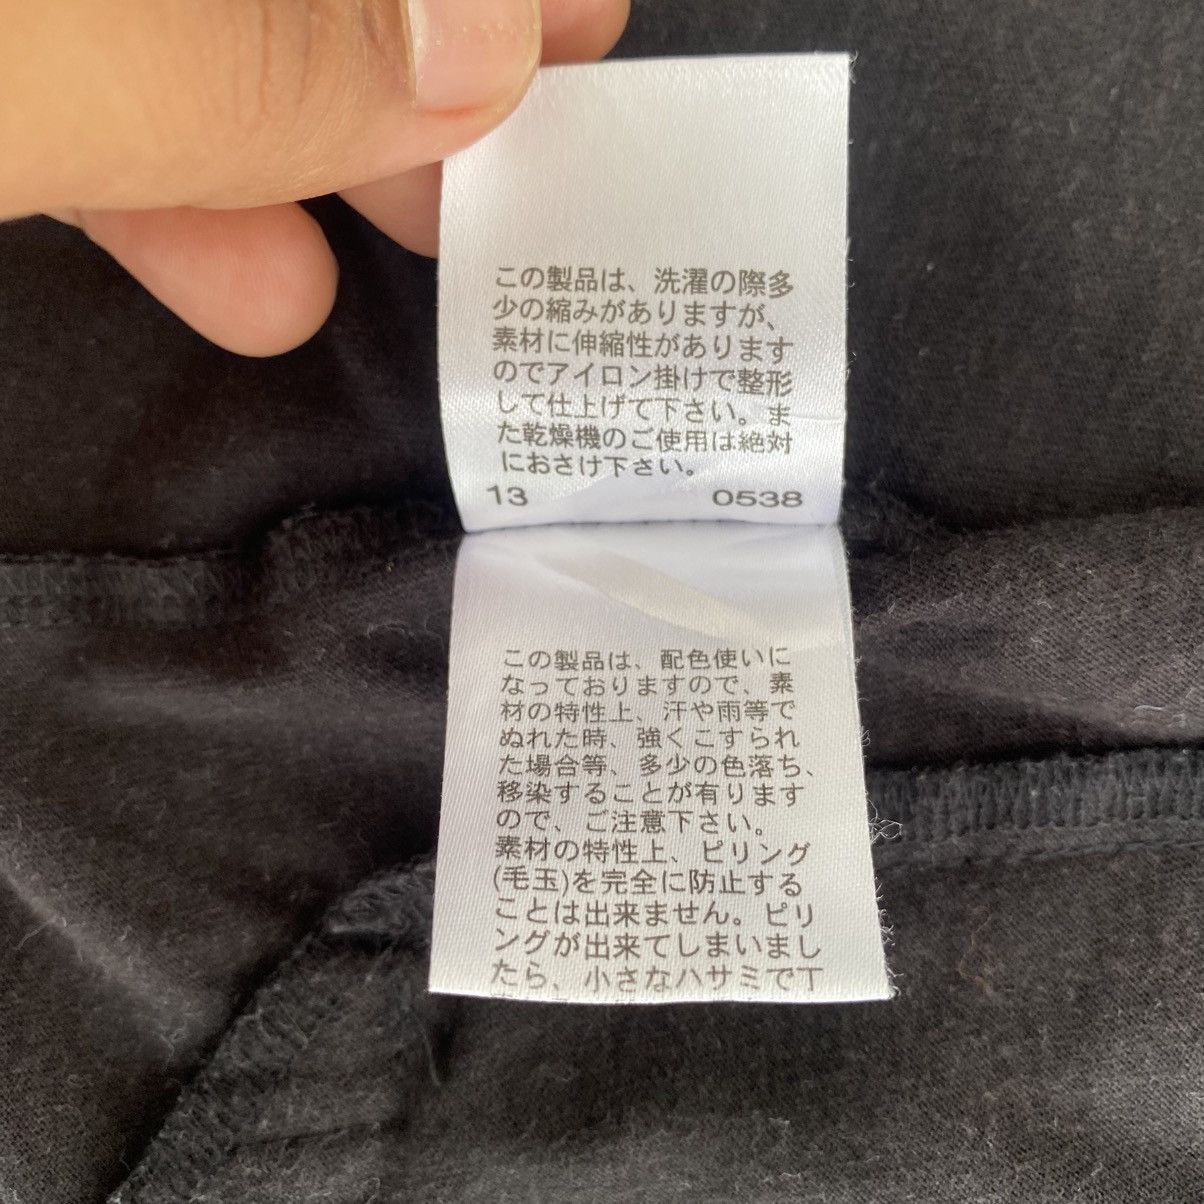 この製品は、洗濯の際多
少の縮みがありますが、
素材に伸縮性があります
のでアイロン掛けで整形
して仕上げて下さい。ま
た乾燥機のご使用は絶対
におさけ下さい。
13 0538
この製品は、配色使いに
なっておりますので、素
材の特性上、汗や雨等で
ぬれた時、強くこすられ
た場合等、多少の色落ち、
移染することが有ります
ので、ご注意下さい。
素材の特性上、ピリング
(毛玉)を完全に防止する
ことは出来ません。ピリ
ングが出来てしまいまし
たら、小さなハサミで丁